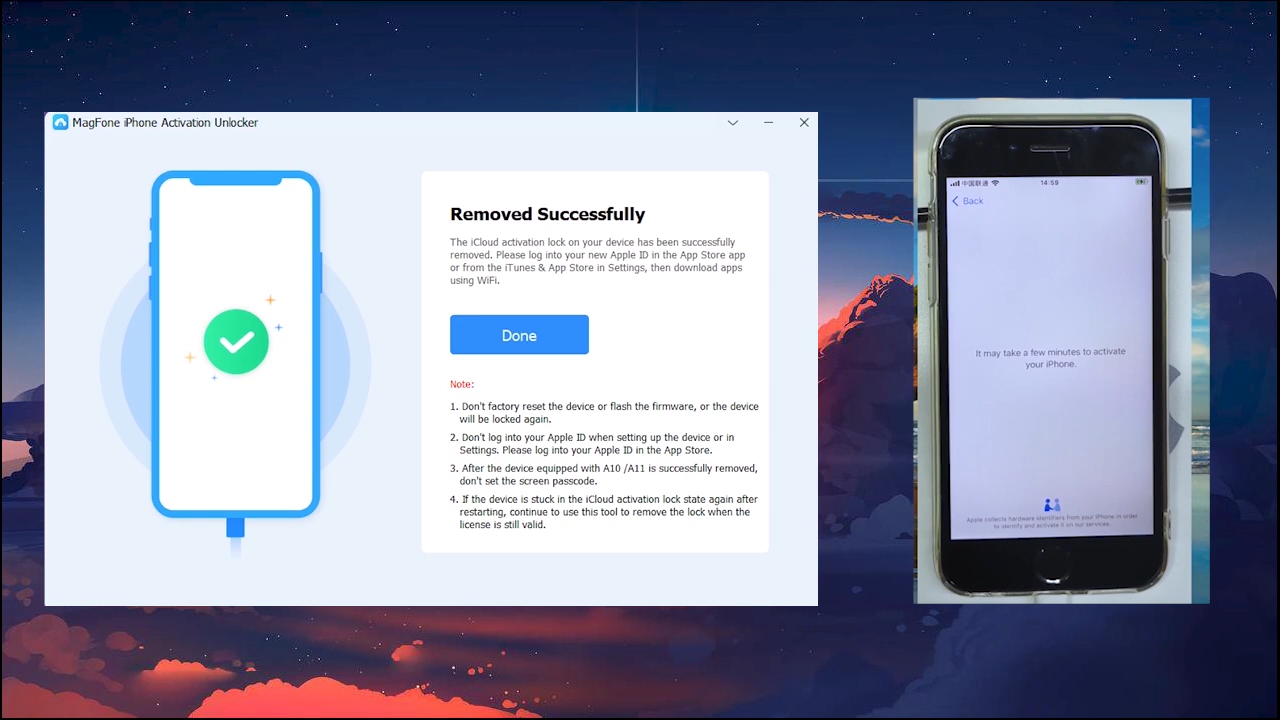 MagFone iPhone Activation Unlocker
Removed Successfully
The iCloud activation lock on your device has been successfully
removed. Please log into your new Apple ID in the App Store app
or from the iTunes & App Store in Settings, then download apps
using WiFi.
Done
Note:
1. Don't factory reset the device or flash the firmware, or the device
will be locked again.
2. Don't log into your Apple ID when setting up the device or in
Settings. Please log into your Apple ID in the App Store.
3. After the device equipped with A10 /A11 is successfully removed,
don't set the screen passcode.
4. If the device is stuck in the iCloud activation lock state again after
restarting, continue to use this tool to remove the lock when the
license is still valid.
中国联通 14:59
Back
It may take a few minutes to activate
your iPhone.
Apple collects hardware identifiers from your iPhone in order
to identify and activate it on our services.